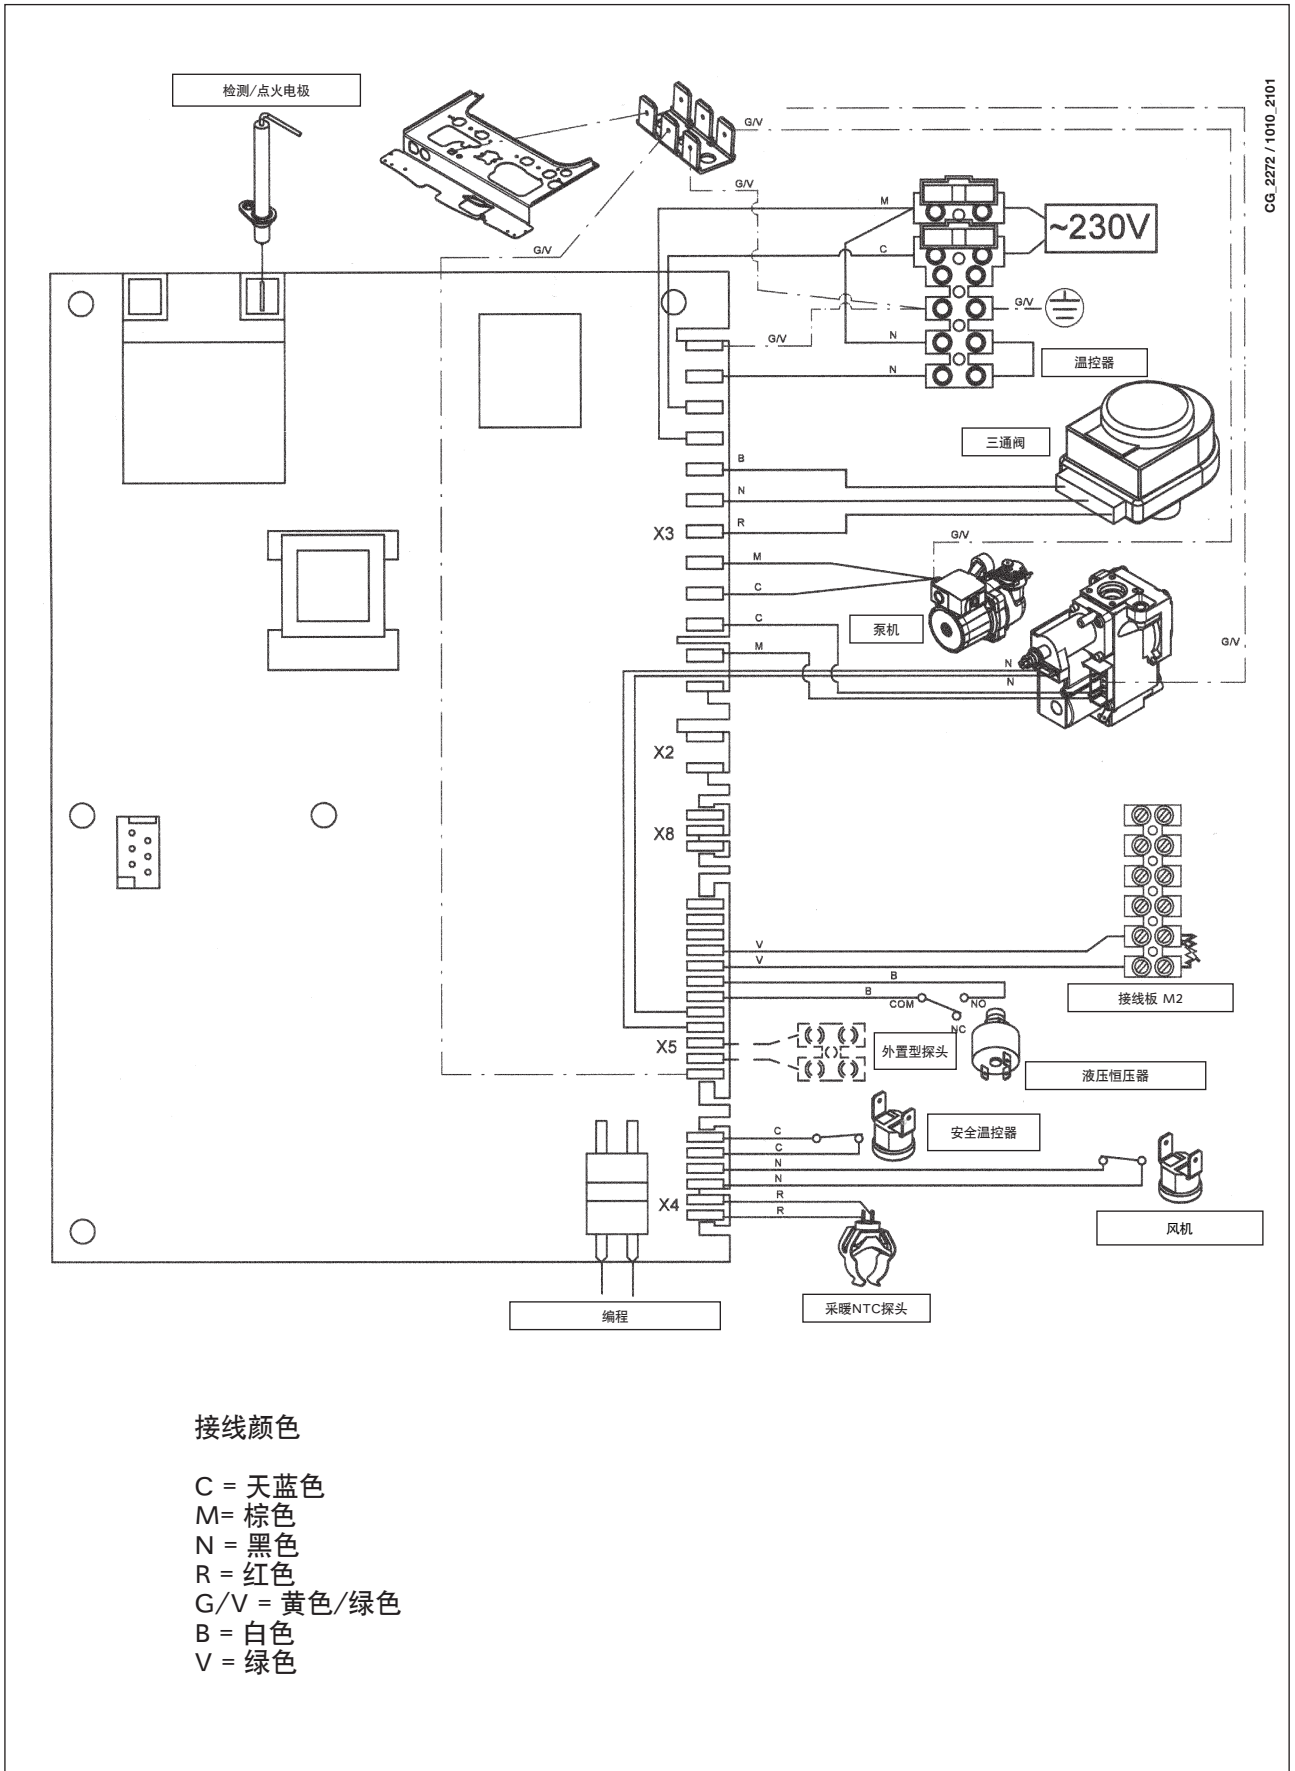 检测/点火电极
CG_2272 / 1010_2101
G/V
G/V
M
~230V
G/V
C
G/V
G/V
N
温控器
N
三通阀
B
N
R
X3
G/V
M
C
泵机
C
G/V
M
N
N
X2
X8
V
V
B
B
COM
NO
NC
接线板 M2
X5
外置型探头
液压恒压器
C
安全温控器
C
N
N
R
X4
R
风机
采暖NTC探头
编程
接线颜色
C = 天蓝色
M= 棕色
N = 黑色
R = 红色
G/V = 黄色/绿色
B = 白色
V = 绿色